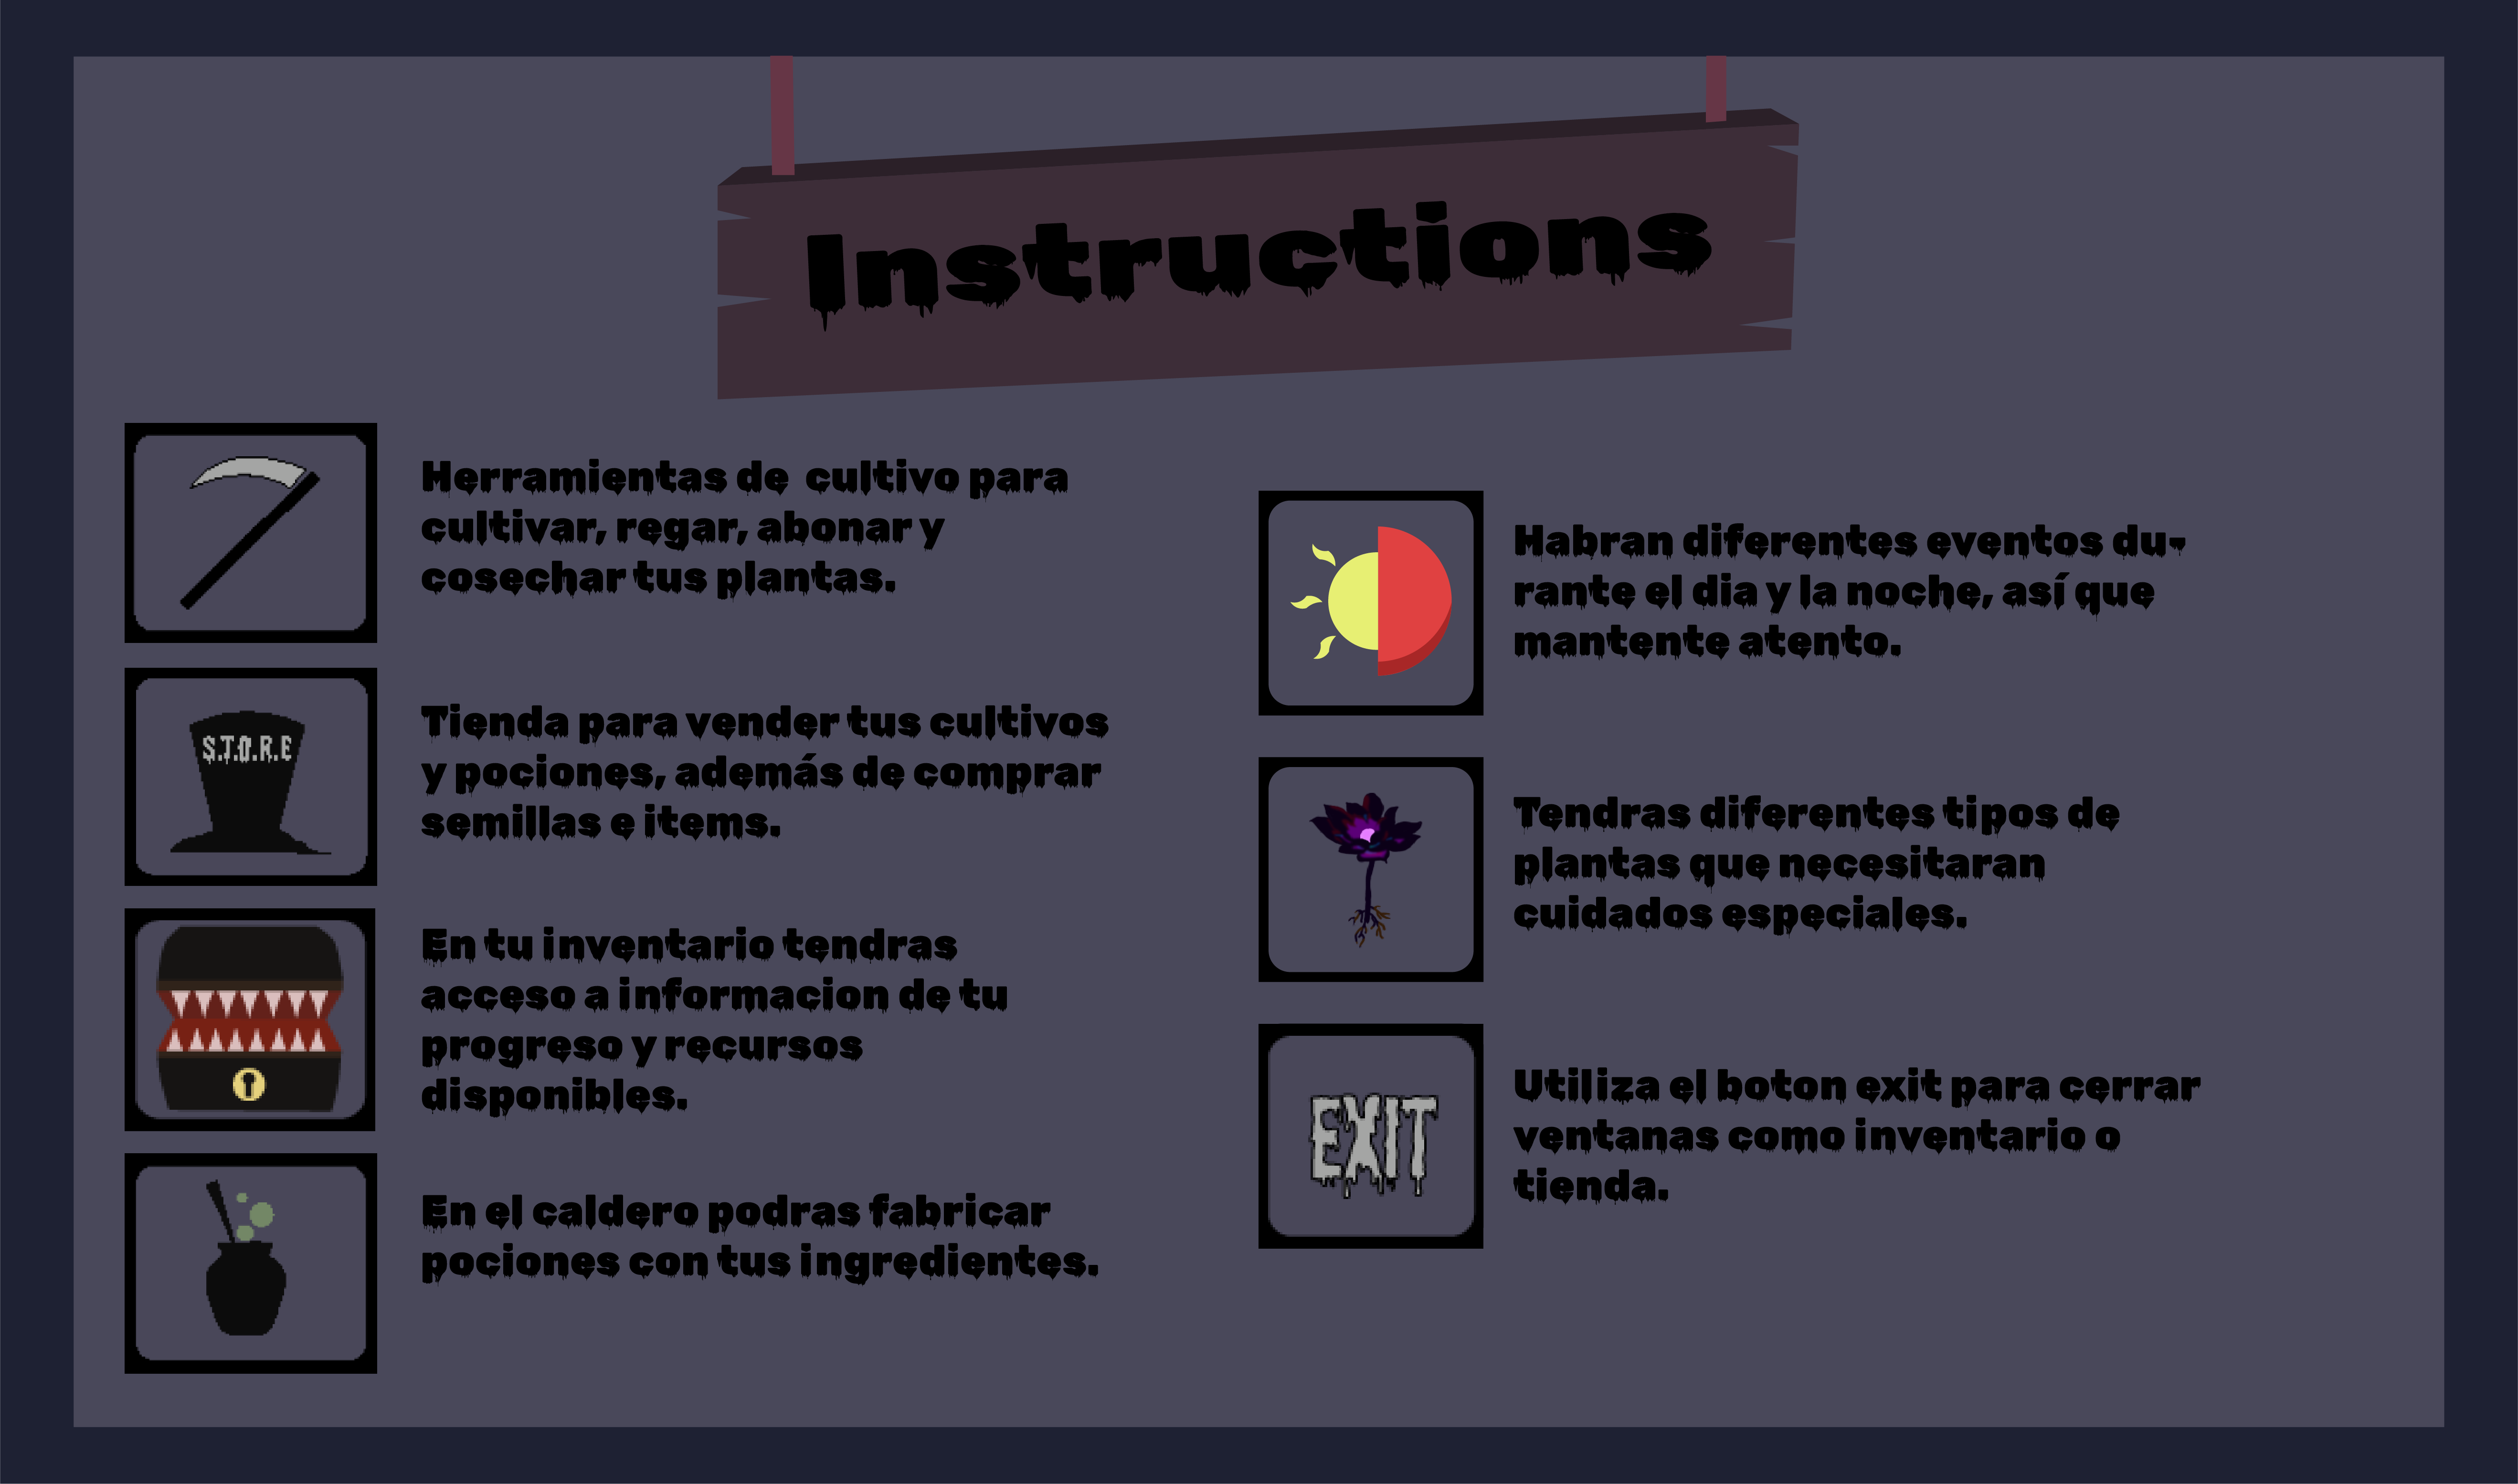 Instructions
Herramientas de cultivo para
cultivar, regar, abonar y
cosechar tus plantas.
S.T.O.R.E
Tienda para vender tus cultivos
y pociones, además de comprar
semillas e items.
En tu inventario tendras
acceso a informacion de tu
progreso y recursos
disponibles.
En el caldero podras fabricar
pociones con tus ingredientes.
Habran diferentes eventos du-
rante el dia y la noche, así que
mantente atento.
Tendras diferentes tipos de
plantas que necesitaran
cuidados especiales.
EXIT
Utiliza el boton exit para cerrar
ventanas como inventario o
tienda.